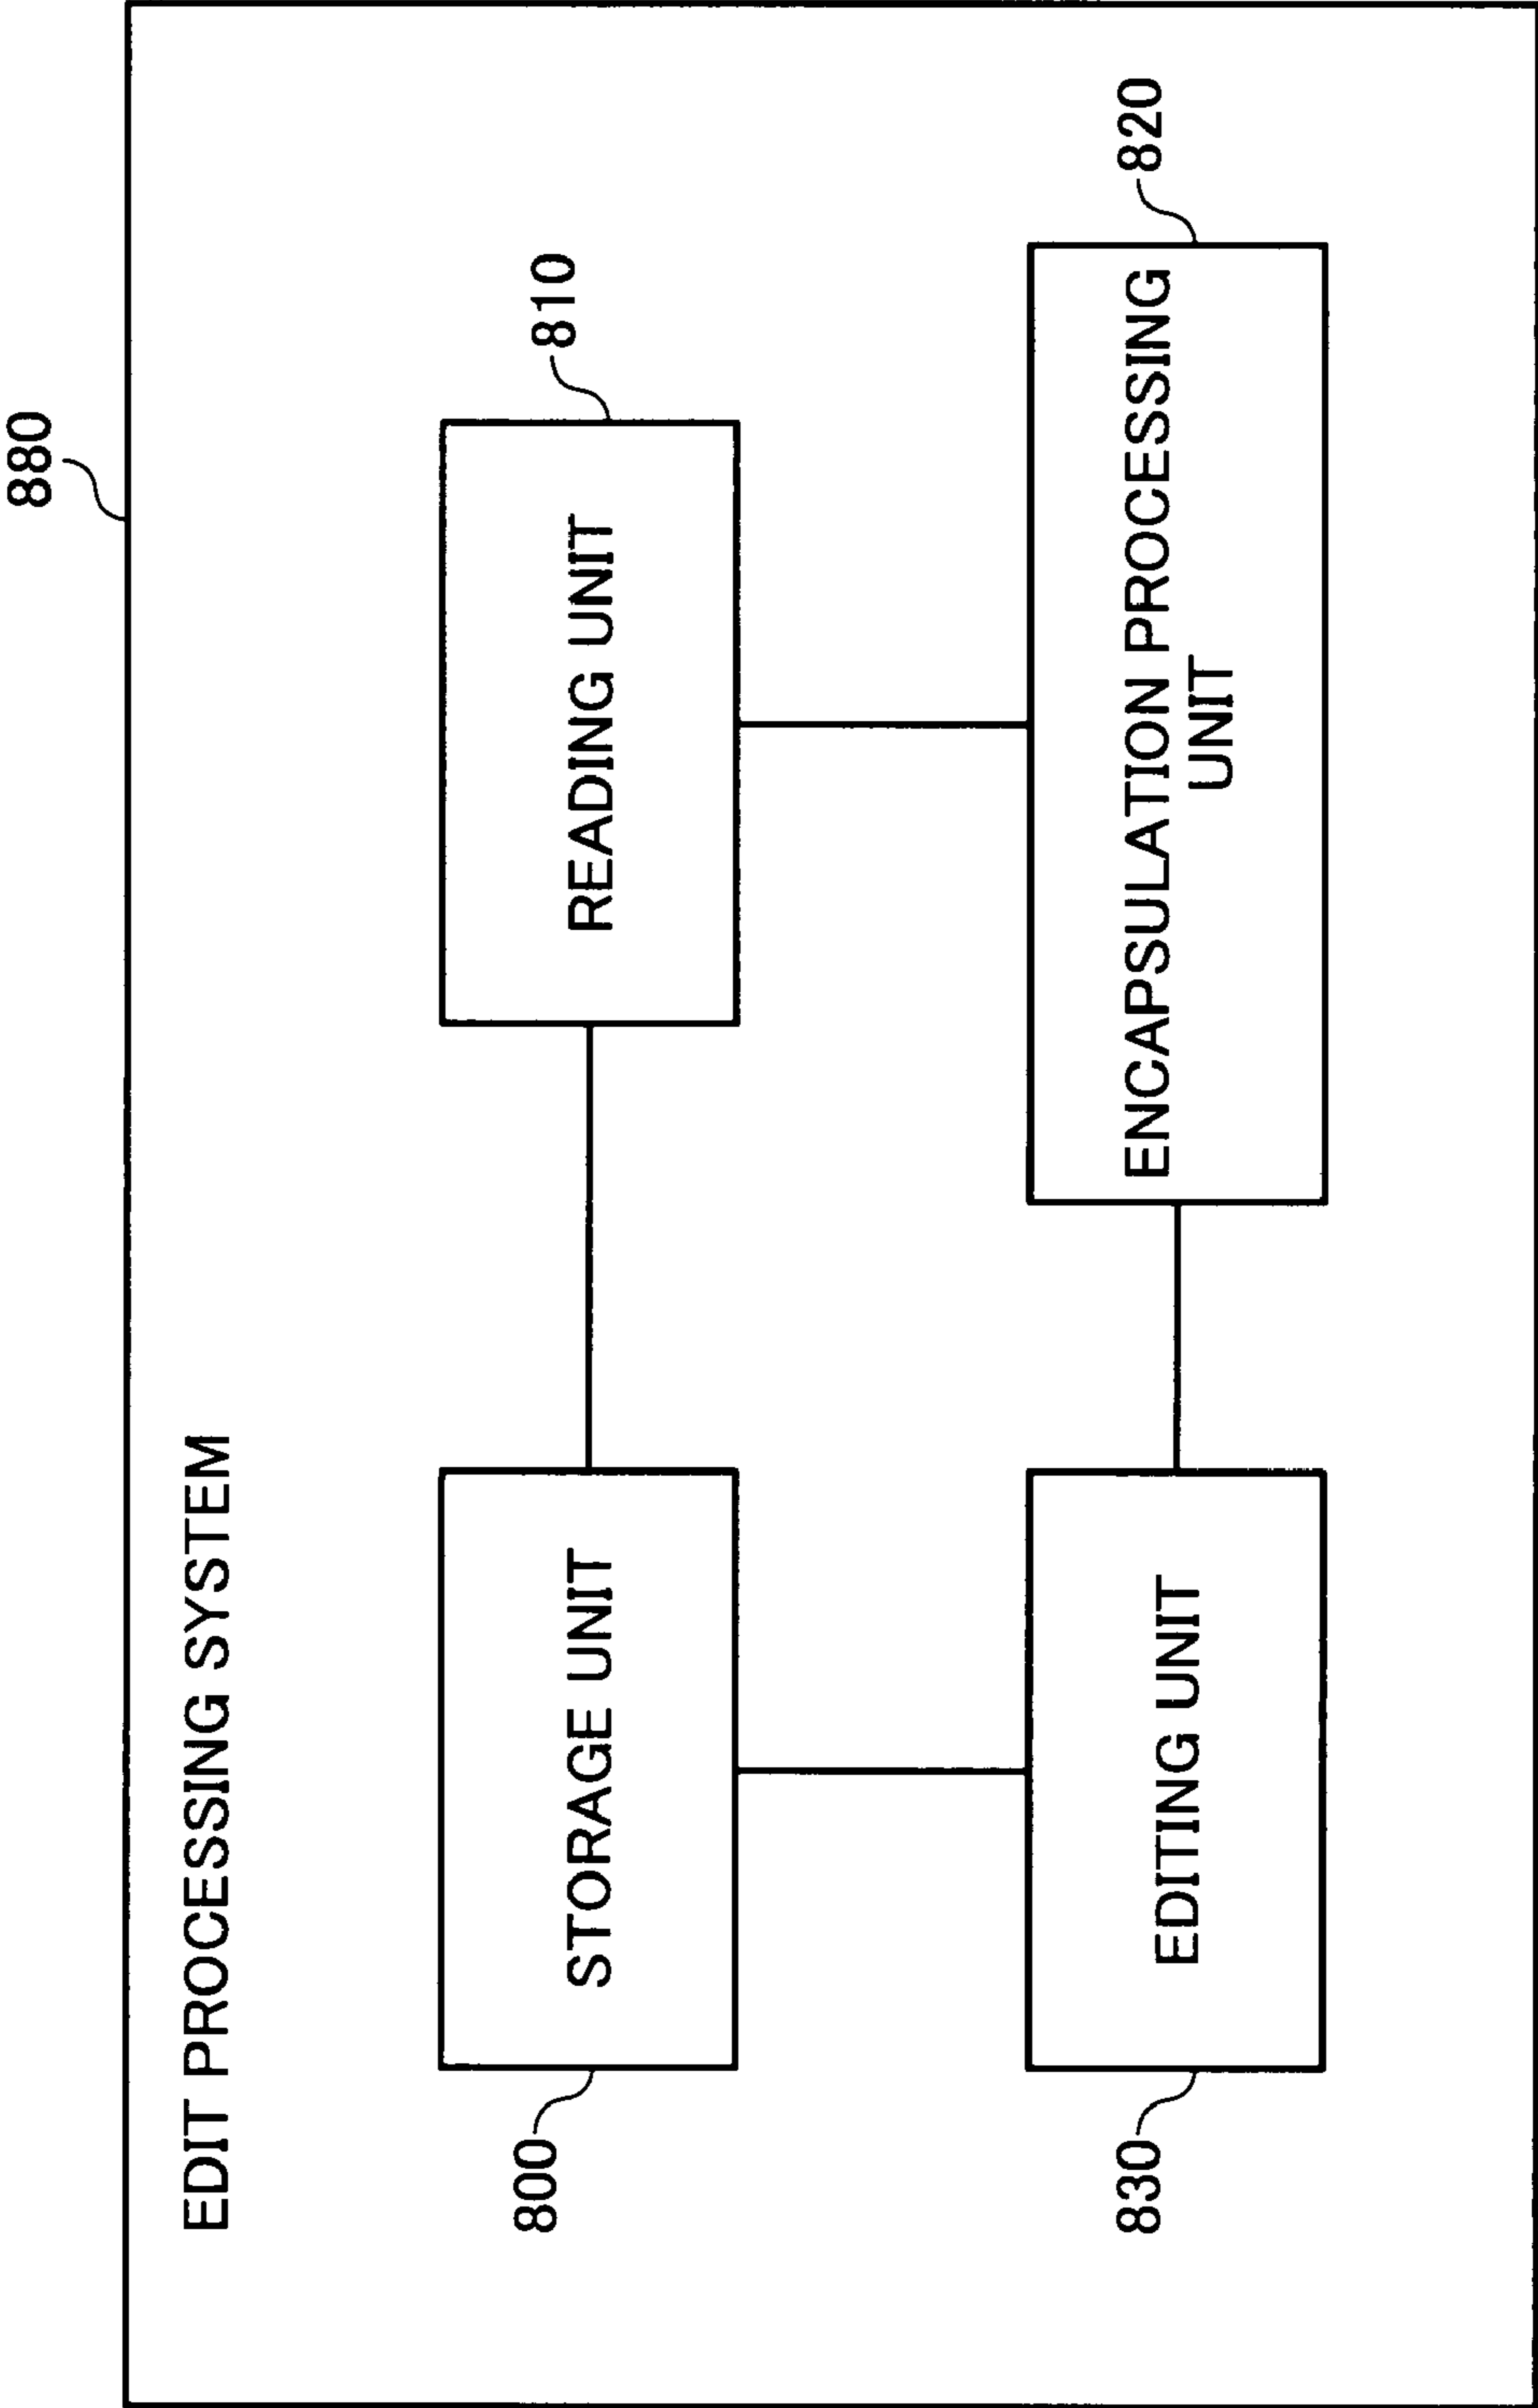 880
EDIT PROCESSING SYSTEM
800
STORAGE UNIT
READING UNIT
810
830
EDITING UNIT
ENCAPSULATION PROCESSING
UNIT
820